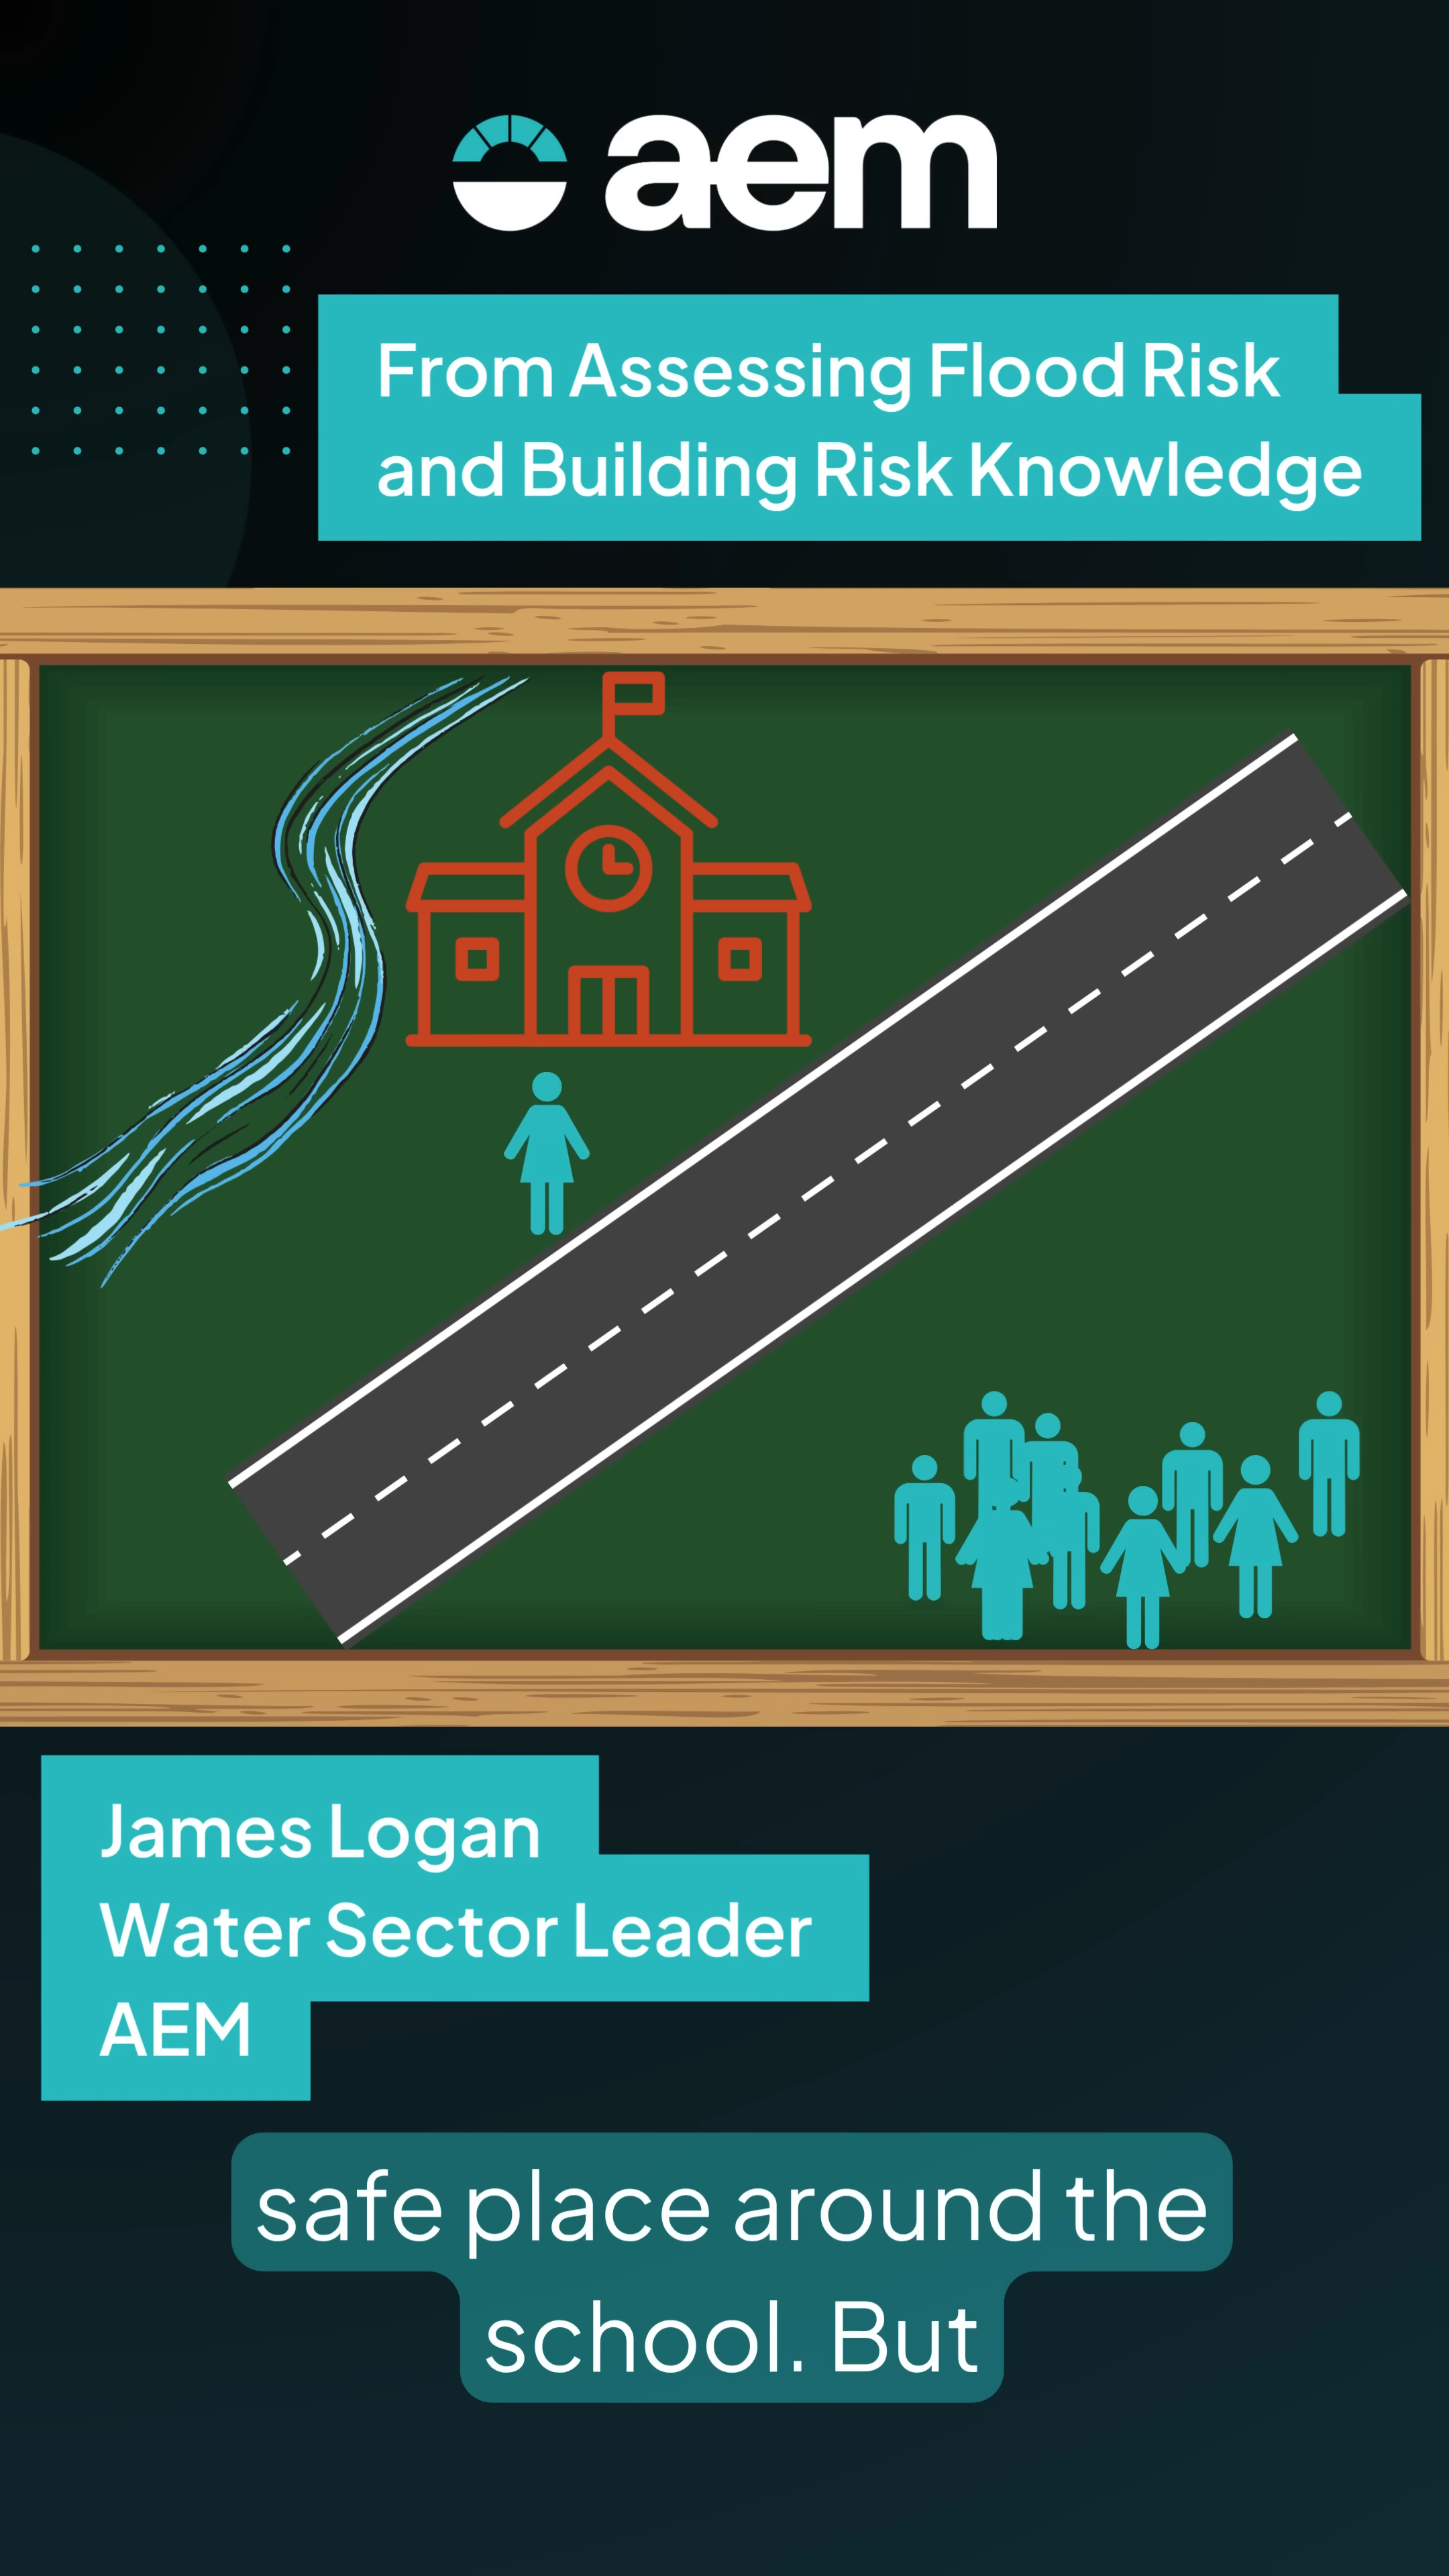 aem
From Assessing Flood Risk
and Building Risk Knowledge
James Logan
Water Sector Leader
AEM
safe place around the
school. But